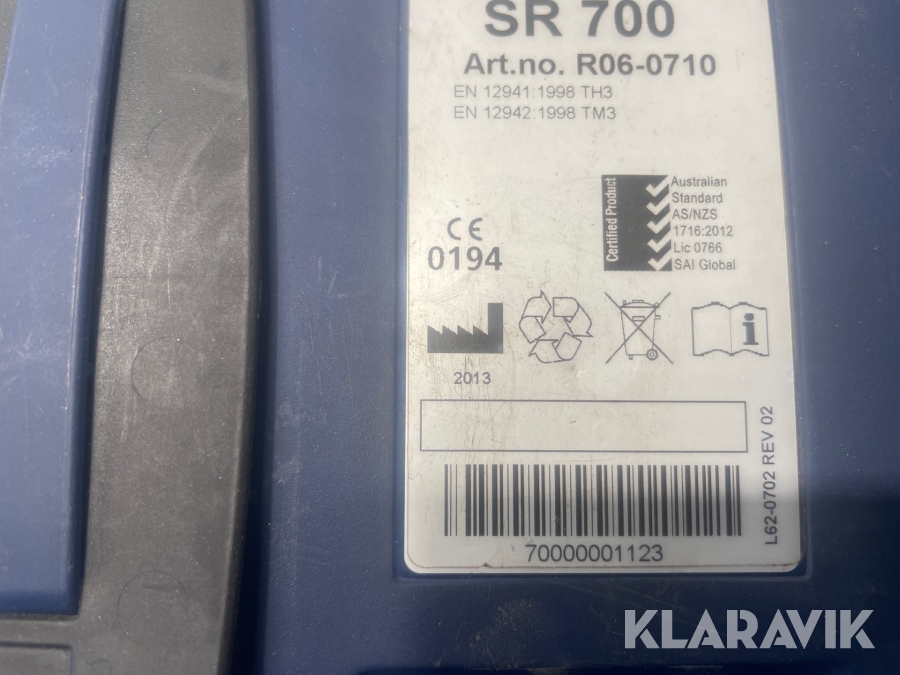 SR 700
Art.no. R06-0710
EN 12941:1998 TH3
EN 12942:1998 TM3
Certified Product
Australian
Standard
AS/NZS
1716:2012
Lic 0766
SAI Global
CE
0194
i
2013
L62-0702 REV 02
70000001123
KLARAVIK